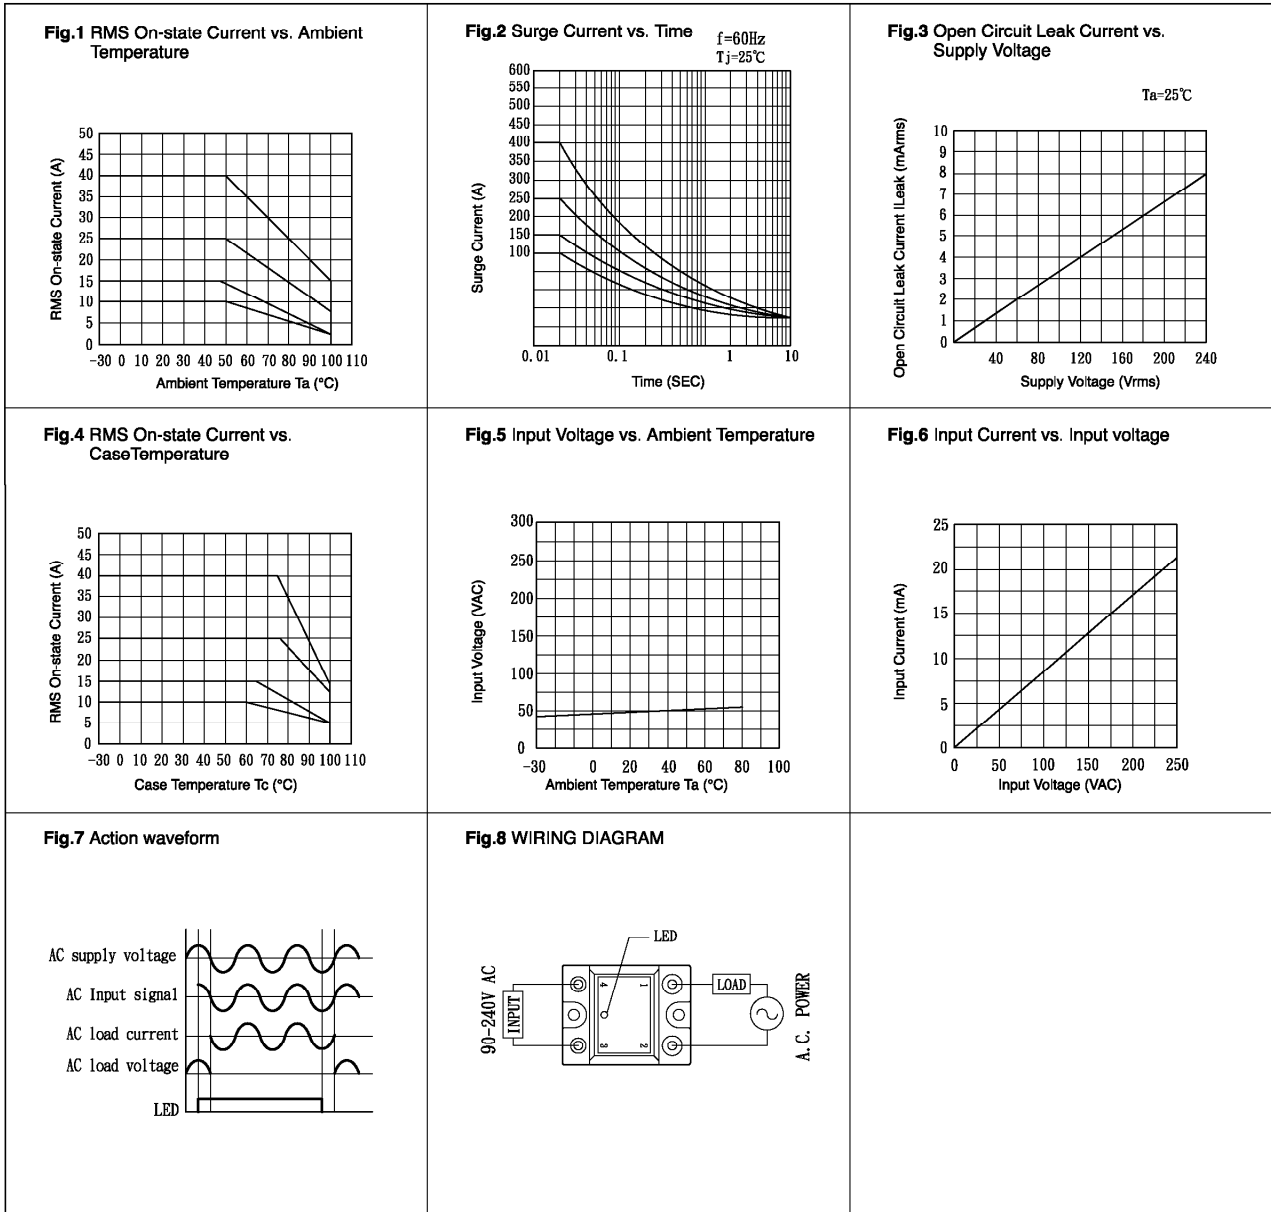 Fig.1 RMS On-state Current vs. Ambient
Temperature
50
45
40
35
30
25
20
15
10
5
0
RMS On-state Current (A)
-30 0 10 20 30 40 50 60 70 80 90 100 110
Ambient Temperature Ta (°C)
Fig.2 Surge Current vs. Time
f=60Hz
Tj=25℃
600
550
500
450
400
350
300
250
200
150
100
Surge Current (A)
0.01 0.1 1 10
Time (SEC)
Fig.3 Open Circuit Leak Current vs.
Supply Voltage
Ta=25℃
10
9
8
7
6
5
4
3
2
1
0
Open Circuit Leak Current ILeak (mArms)
40 80 120 160 200 240
Supply Voltage (Vrms)
Fig.4 RMS On-state Current vs.
CaseTemperature
50
45
40
35
30
25
20
15
10
5
0
RMS On-state Current (A)
-30 0 10 20 30 40 50 60 70 80 90 100 110
Case Temperature Tc (°C)
Fig.5 Input Voltage vs. Ambient Temperature
300
250
200
150
100
50
0
Input Voltage (VAC)
-30 0 20 40 60 80 100
Ambient Temperature Ta (°C)
Fig.6 Input Current vs. Input voltage
25
20
15
10
5
0
Input Current (mA)
0 50 100 150 200 250
Input Voltage (VAC)
Fig.7 Action waveform
AC supply voltage
AC Input signal
AC load current
AC load voltage
LED
Fig.8 WIRING DIAGRAM
LED
90-240V AC
INPUT
4
1
3
2
LOAD
A.C. POWER